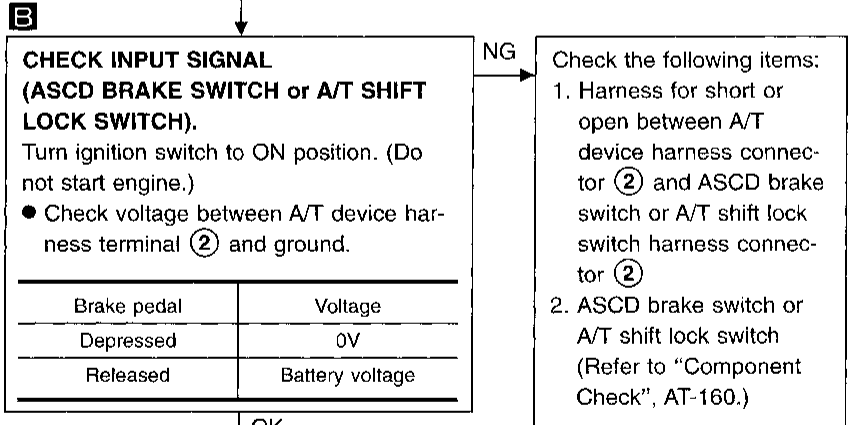 B
CHECK INPUT SIGNAL
(ASCD BRAKE SWITCH or A/T SHIFT
LOCK SWITCH).
Turn ignition switch to ON position. (Do
not start engine.)
● Check voltage between A/T device har-
ness terminal ② and ground.
Brake pedal Voltage
Depressed 0V
Released Battery voltage
OK
NG
Check the following items:
1. Harness for short or
open between A/T
device harness connec-
tor ② and ASCD brake
switch or A/T shift lock
switch harness connec-
tor ②
2. ASCD brake switch or
A/T shift lock switch
(Refer to “Component
Check”, AT-160.)